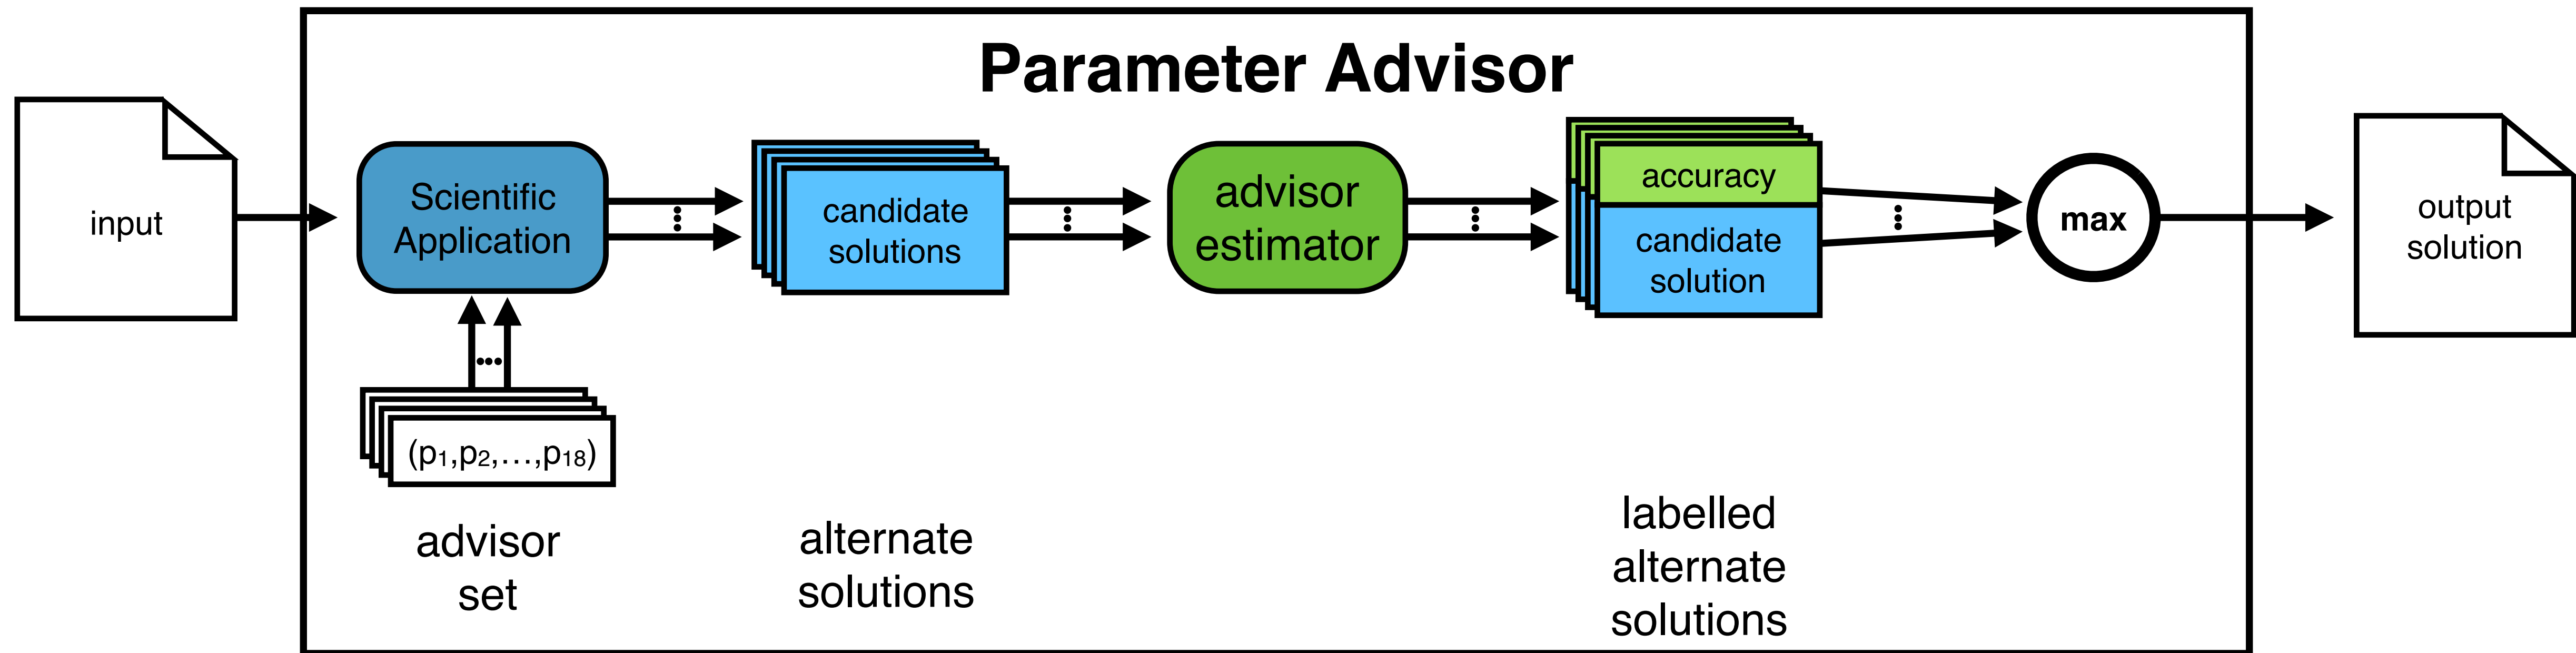 Parameter Advisor
input
Scientific
Application
(p₁,p₂,…,p₁₈)
advisor
set
candidate
solutions
alternate
solutions
advisor
estimator
accuracy
candidate
solution
labelled
alternate
solutions
max
output
solution